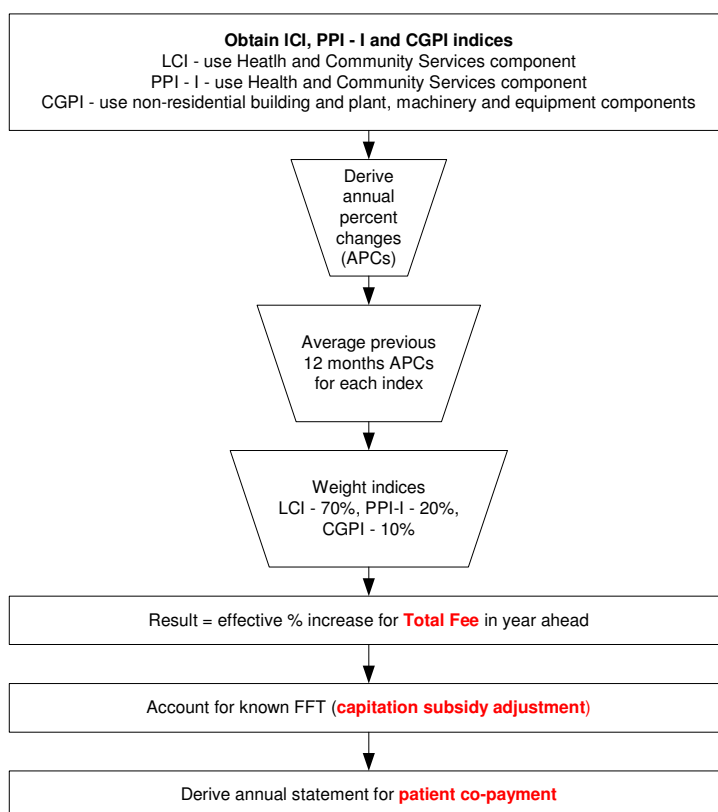 Obtain lCI, PPI - I and CGPI indices
LCI - use Heatlh and Community Services component
PPI - I - use Health and Community Services component
CGPI - use non-residential building and plant, machinery and equipment components
Derive
annual
percent
changes
(APCs)
Average previous
12 months APCs
for each index
Weight indices
LCI - 70%, PPI-I - 20%,
CGPI - 10%
Result = effective % increase for Total Fee in year ahead
Account for known FFT (capitation subsidy adjustment)
Derive annual statement for patient co-payment